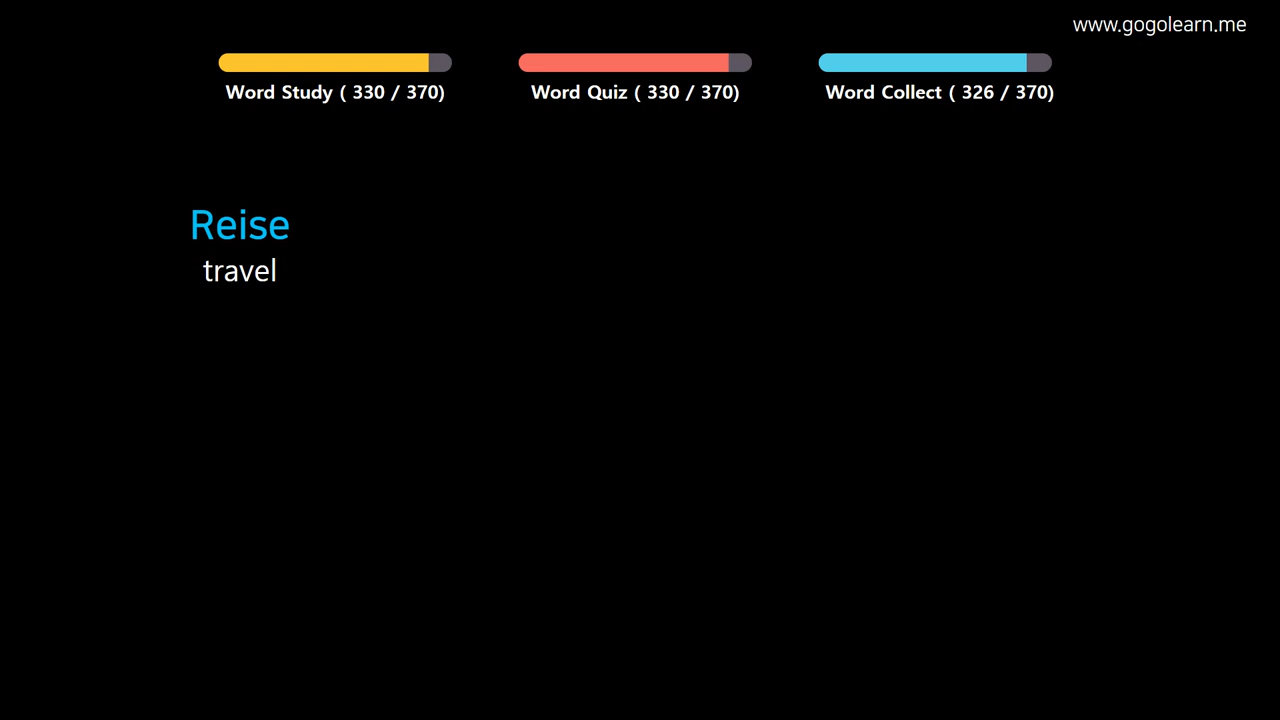 www.gogolearn.me
Word Study ( 330 / 370)
Word Quiz ( 330 / 370)
Word Collect ( 326 / 370)
Reise
travel